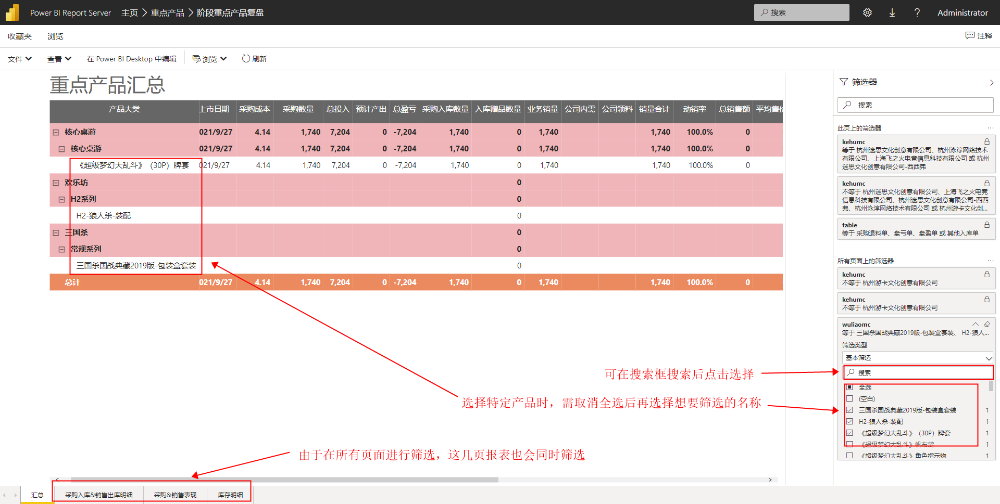 Power BI Report Server 主页 > 重点产品 > 阶段重点产品复盘
搜索
Administrator
收藏夹 浏览
注释
文件 查看 在 Power BI Desktop 中编辑 浏览 刷新
重点产品汇总
产品大类 上市日期 采购成本 采购数量 总投入 预计产出 总盈亏 采购入库数量 入库赠品数量 业务销量 公司内需 公司领料 销量合计 动销率 总销售额 平均售价
核心桌游 021/9/27 4.14 1,740 7,204 0 -7,204 1,740 0 1,740 1,740 100.0% 0
核心桌游 021/9/27 4.14 1,740 7,204 0 -7,204 1,740 0 1,740 1,740 100.0% 0
《超级梦幻大乱斗》（30P）牌套 021/9/27 4.14 1,740 7,204 0 -7,204 1,740 0 1,740 1,740 100.0% 0
欢乐坊 0
H2系列 0
H2-狼人杀-装配 0
三国杀 0
常规系列 0
三国杀国战典藏2019版-包装盒套装 0
总计 021/9/27 4.14 1,740 7,204 0 -7,204 1,740 0 1,740 1,740 100.0% 0
可在搜索框搜索后点击选择
选择特定产品时，需取消全选后再选择想要筛选的名称
由于在所有页面进行筛选，这几页报表也会同时筛选
汇总 采购入库&销售出库明细 采购&销售表现 库存明细
筛选器
搜索
此页上的筛选器
kehumc
等于 杭州迷思文化创意有限公司、杭州泳淳网络技术
有限公司、上海飞之火电竞信息科技有限公司 或 杭州
迷思文化创意有限公司-西西弗
kehumc
不等于 杭州迷思文化创意有限公司、上海飞之火电竞
信息科技有限公司、杭州迷思文化创意有限公司-西西
弗、杭州泳淳网络技术有限公司 或 杭州游卡文化创...
table
等于 采购退料单、盘亏单、盘盈单 或 其他入库单
所有页面上的筛选器
kehumc
不等于 杭州游卡文化创意有限公司
kehumc
不等于 杭州游卡文化创意有限公司
wuliaomc
等于 三国杀国战典藏2019版-包装盒套装、 H2-狼人...
筛选类型
基本筛选
搜索
全选
(空白)
三国杀国战典藏2019版-包装盒套装 1
H2-狼人杀-装配 1
《超级梦幻大乱斗》（30P）牌套 1
《超级梦幻大乱斗》帆布袋 1
《超级梦幻大乱斗》角色指示物 1